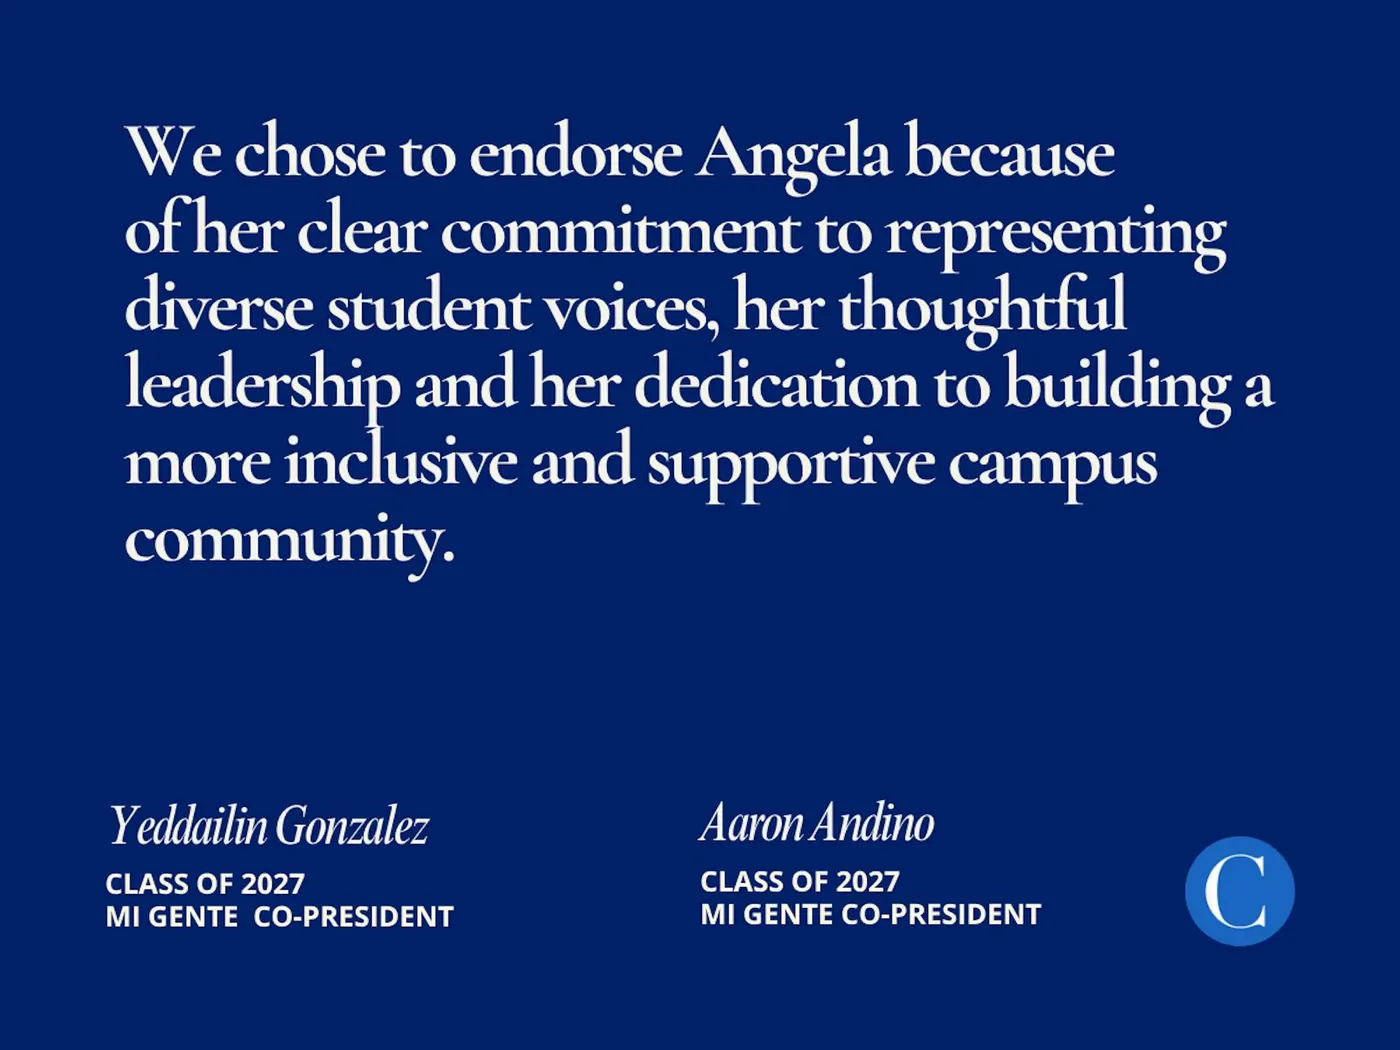 We chose to endorse Angela because
of her clear commitment to representing
diverse student voices, her thoughtful
leadership and her dedication to building a
more inclusive and supportive campus
community.
Yeddailin Gonzalez
CLASS OF 2027
MI GENTE  CO-PRESIDENT
Aaron Andino
CLASS OF 2027
MI GENTE CO-PRESIDENT
C